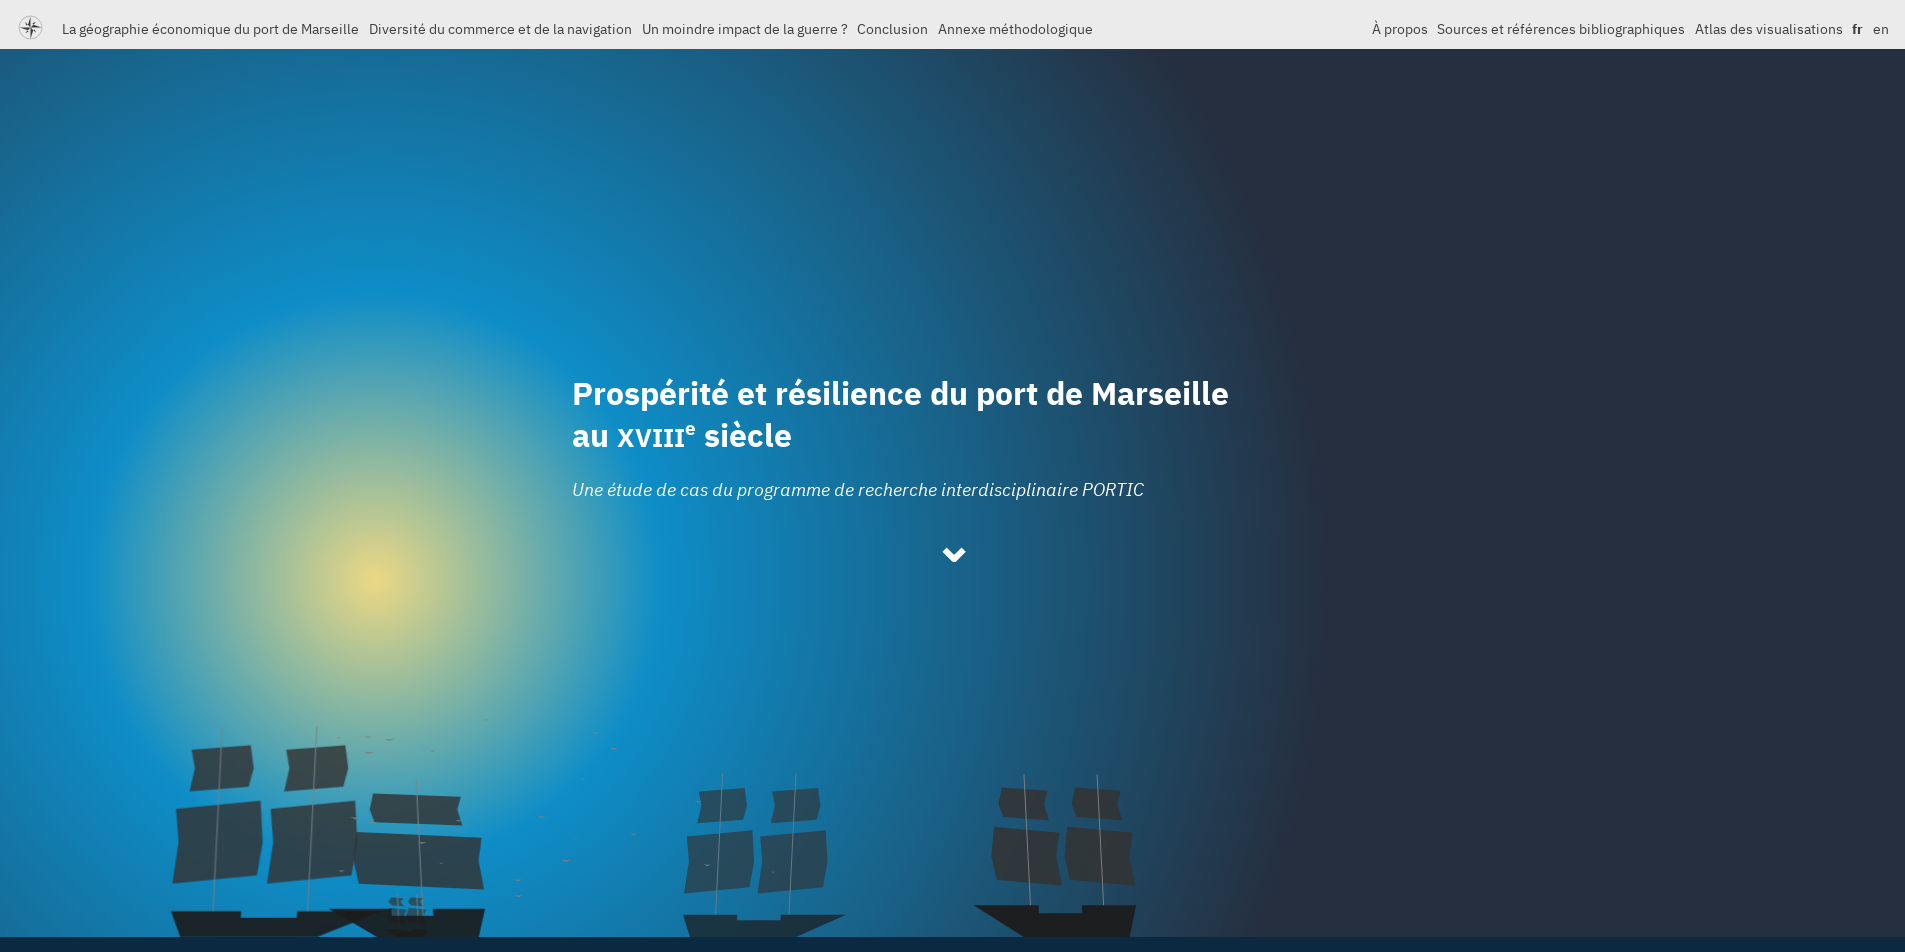 La géographie économique du port de Marseille Diversité du commerce et de la navigation Un moindre impact de la guerre ? Conclusion Annexe méthodologique À propos Sources et références bibliographiques Atlas des visualisations fr en
Prospérité et résilience du port de Marseille
au XVIIIe siècle
Une étude de cas du programme de recherche interdisciplinaire PORTIC